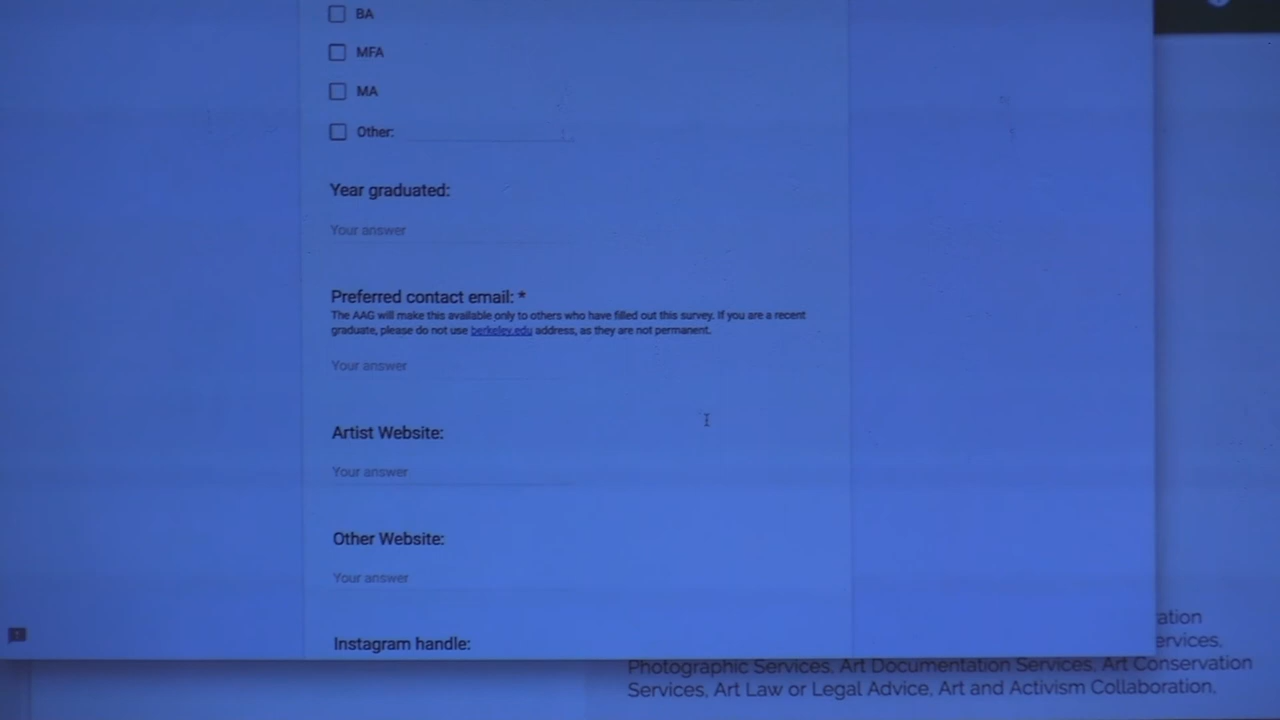 BA
MFA
MA
Other:
Year graduated:
Your answer
Preferred contact email: *
The AAG will make this available only to others who have filled out this survey. If you are a recent
graduate, please do not use berkeley.edu address, as they are not permanent.
Your answer
Artist Website:
Your answer
Other Website:
Your answer
Instagram handle:
ation
ervices,
Photographic Services, Art Documentation Services, Art Conservation
Services, Art Law or Legal Advice, Art and Activism Collaboration,